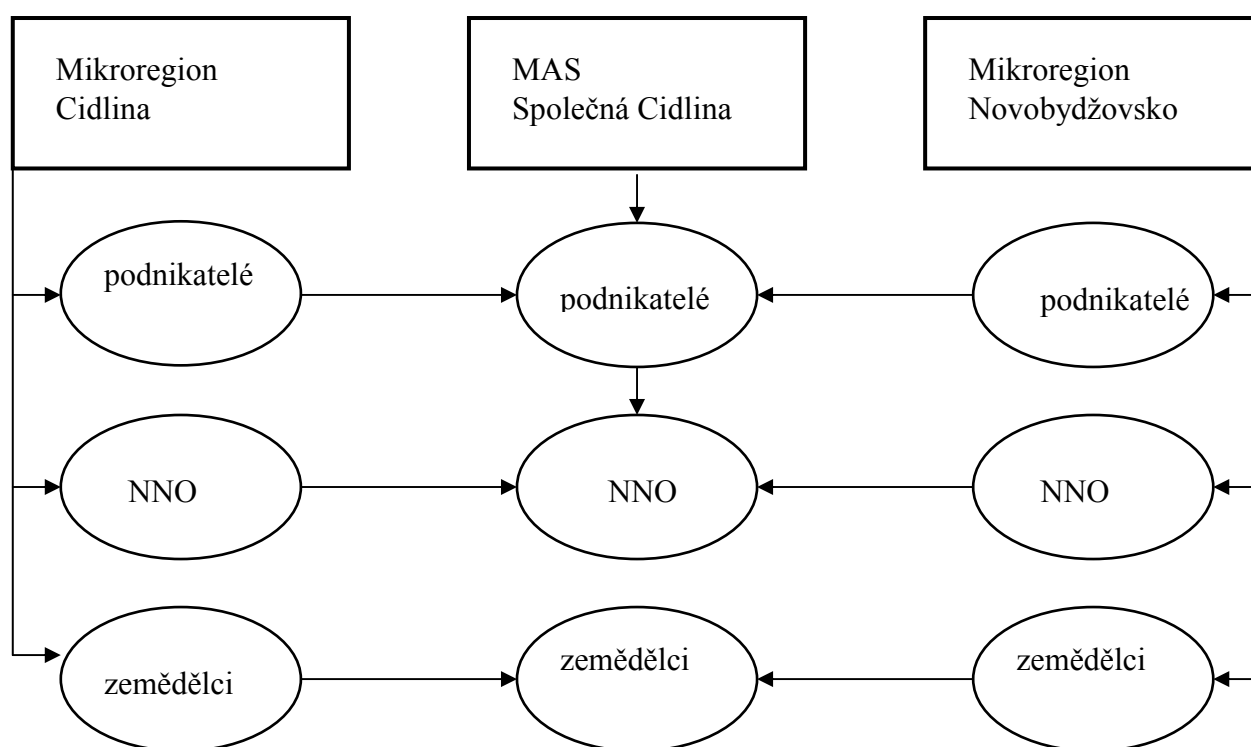 Mikroregion
Cidlina
MAS
Společná Cidlina
Mikroregion
Novobydžovsko
podnikatelé
podnikatelé
podnikatelé
NNO
NNO
NNO
zemědělci
zemědělci
zemědělci